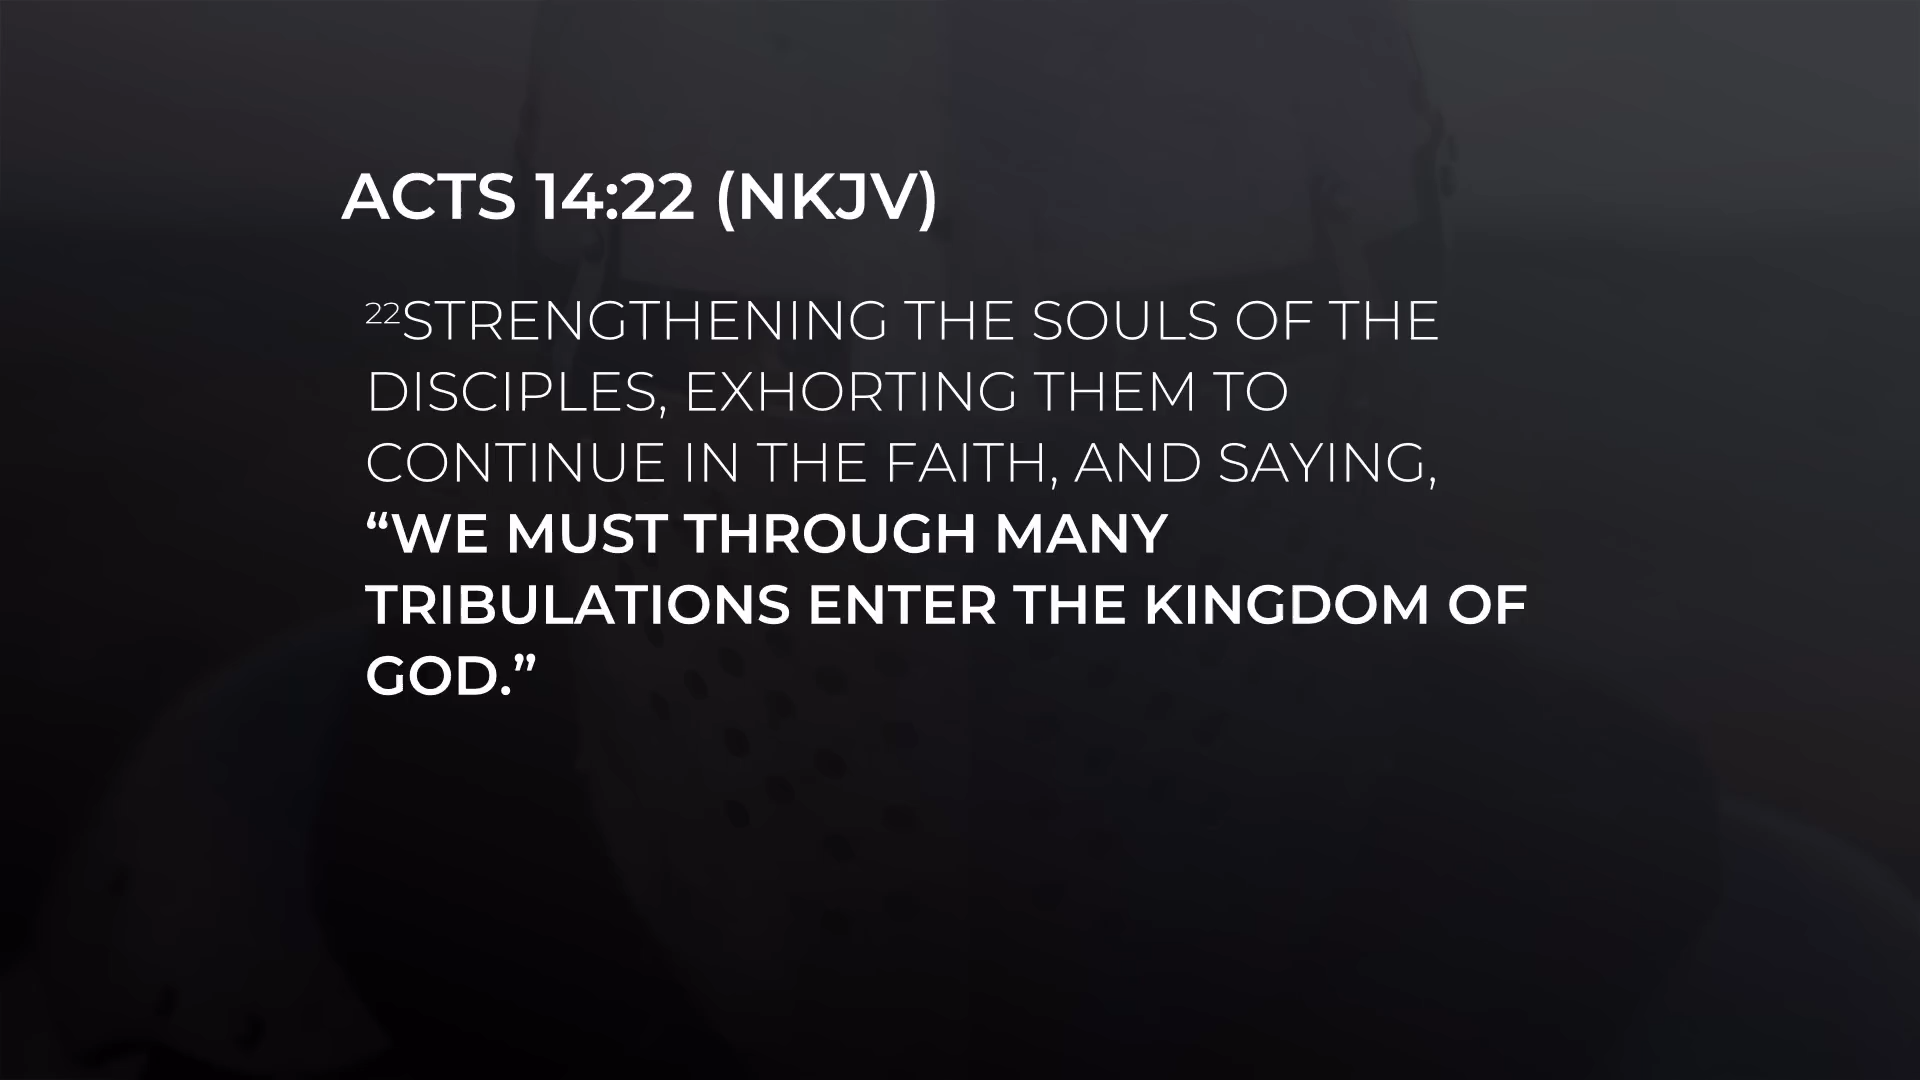 ACTS 14:22 (NKJV)
²²STRENGTHENING THE SOULS OF THE
DISCIPLES, EXHORTING THEM TO
CONTINUE IN THE FAITH, AND SAYING,
“WE MUST THROUGH MANY
TRIBULATIONS ENTER THE KINGDOM OF
GOD.”